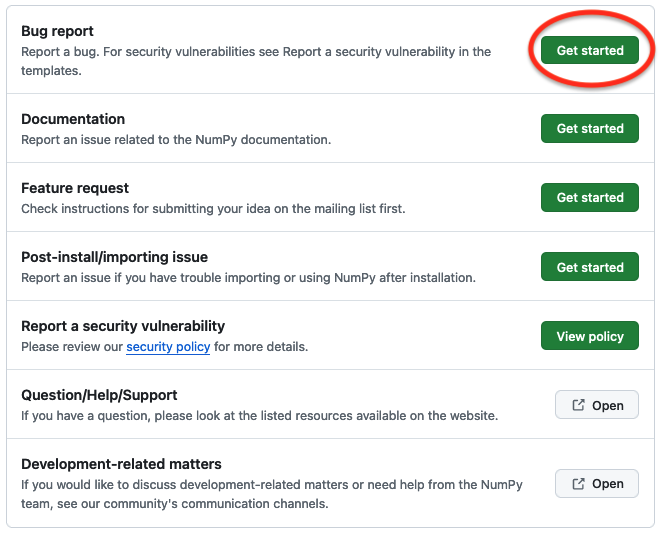 Bug report
Report a bug. For security vulnerabilities see Report a security vulnerability in the
templates.
Get started
Documentation
Report an issue related to the NumPy documentation.
Get started
Feature request
Check instructions for submitting your idea on the mailing list first.
Get started
Post-install/importing issue
Report an issue if you have trouble importing or using NumPy after installation.
Get started
Report a security vulnerability
Please review our security policy for more details.
View policy
Question/Help/Support
If you have a question, please look at the listed resources available on the website.
Open
Development-related matters
If you would like to discuss development-related matters or need help from the NumPy
team, see our community's communication channels.
Open